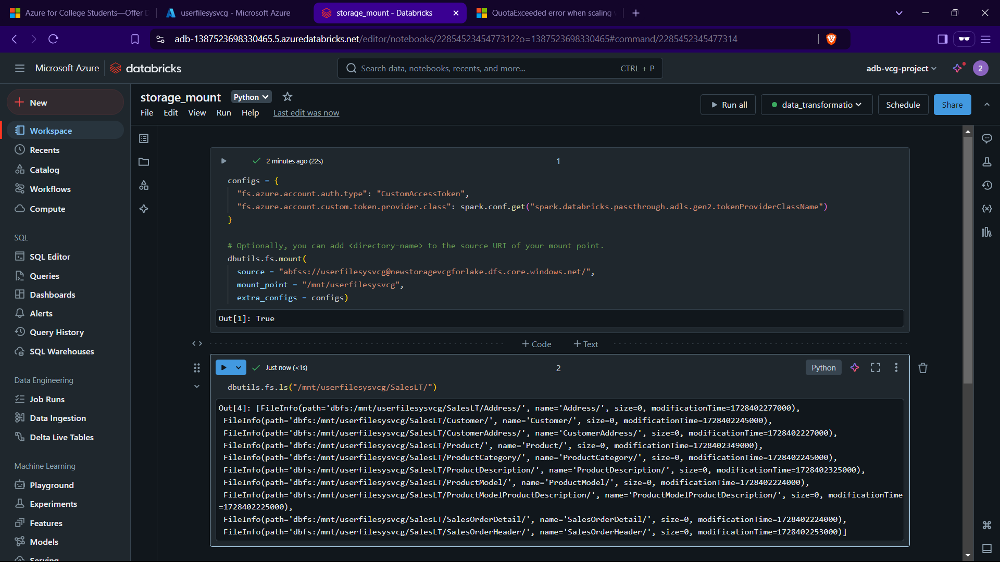 Azure for College Students—Offer D
userfilesysvcg - Microsoft Azure
storage_mount - Databricks
QuotaExceeded error when scaling
adb-1387523698330465.5.azuredatabricks.net/editor/notebooks/2285452345477312?o=1387523698330465#command/2285452345477314
Microsoft Azure
databricks
Search data, notebooks, recents, and more...
CTRL + P
adb-vcg-project
2
New
Workspace
Recents
Catalog
Workflows
Compute
SQL
SQL Editor
Queries
Dashboards
Alerts
Query History
SQL Warehouses
Data Engineering
Job Runs
Data Ingestion
Delta Live Tables
Machine Learning
Playground
Experiments
Features
Models
Serving
storage_mount
Python
File Edit View Run Help Last edit was now
Run all
data_transformatio
Schedule
Share
2 minutes ago (22s)
1
configs = {
"fs.azure.account.auth.type": "CustomAccessToken",
"fs.azure.account.custom.token.provider.class": spark.conf.get("spark.databricks.passthrough.adls.gen2.tokenProviderClassName")
}
# Optionally, you can add <directory-name> to the source URI of your mount point.
dbutils.fs.mount(
source = "abfss://userfilesysvcg@newstoragevcgforlake.dfs.core.windows.net/",
mount_point = "/mnt/userfilesysvcg",
extra_configs = configs)
Out[1]: True
+ Code + Text
Just now (<1s)
2
Python
dbutils.fs.ls("/mnt/userfilesysvcg/SalesLT/")
Out[4]: [FileInfo(path='dbfs:/mnt/userfilesysvcg/SalesLT/Address/', name='Address/', size=0, modificationTime=1728402277000),
FileInfo(path='dbfs:/mnt/userfilesysvcg/SalesLT/Customer/', name='Customer/', size=0, modificationTime=1728402245000),
FileInfo(path='dbfs:/mnt/userfilesysvcg/SalesLT/CustomerAddress/', name='CustomerAddress/', size=0, modificationTime=1728402227000),
FileInfo(path='dbfs:/mnt/userfilesysvcg/SalesLT/Product/', name='Product/', size=0, modificationTime=1728402349000),
FileInfo(path='dbfs:/mnt/userfilesysvcg/SalesLT/ProductCategory/', name='ProductCategory/', size=0, modificationTime=1728402245000),
FileInfo(path='dbfs:/mnt/userfilesysvcg/SalesLT/ProductDescription/', name='ProductDescription/', size=0, modificationTime=1728402325000),
FileInfo(path='dbfs:/mnt/userfilesysvcg/SalesLT/ProductModel/', name='ProductModel/', size=0, modificationTime=1728402224000),
FileInfo(path='dbfs:/mnt/userfilesysvcg/SalesLT/ProductModelProductDescription/', name='ProductModelProductDescription/', size=0, modificationTime
=1728402225000),
FileInfo(path='dbfs:/mnt/userfilesysvcg/SalesLT/SalesOrderDetail/', name='SalesOrderDetail/', size=0, modificationTime=1728402224000),
FileInfo(path='dbfs:/mnt/userfilesysvcg/SalesLT/SalesOrderHeader/', name='SalesOrderHeader/', size=0, modificationTime=1728402253000)]